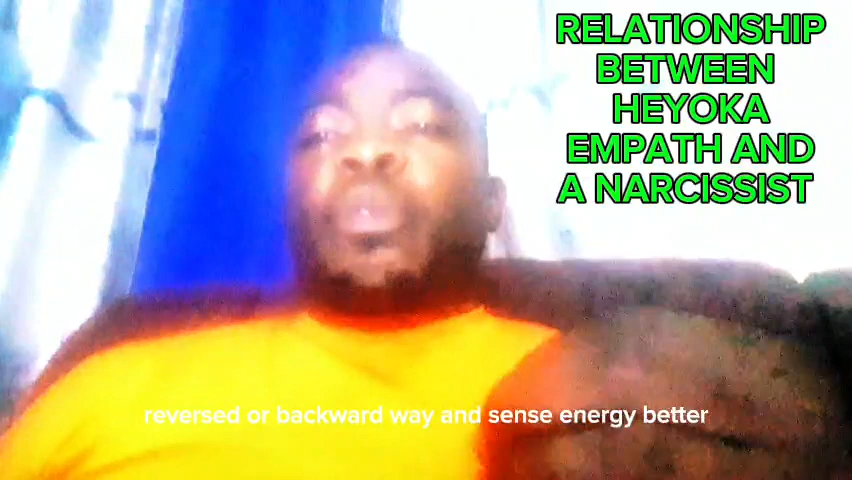 RELATIONSHIP
BETWEEN
HEYOKA
EMPATH AND
A NARCISSIST
reversed or backward way and sense energy better